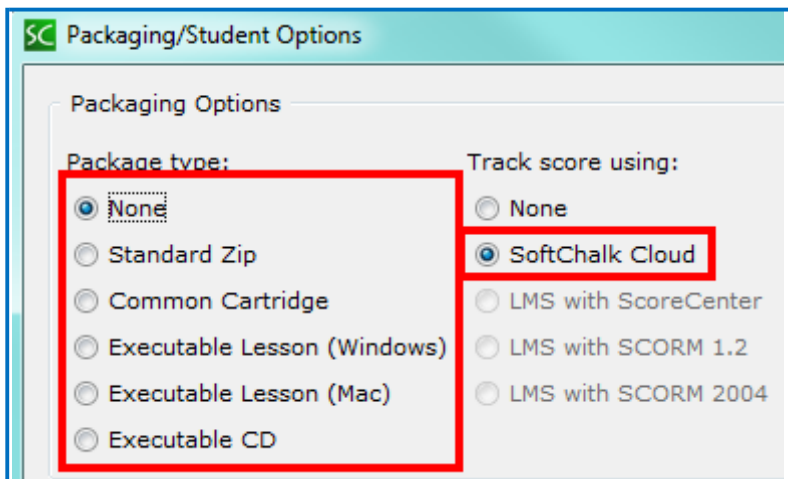 SC Packaging/Student Options
Packaging Options
Package type:
Track score using:
None
None
Standard Zip
SoftChalk Cloud
Common Cartridge
LMS with ScoreCenter
Executable Lesson (Windows)
LMS with SCORM 1.2
Executable Lesson (Mac)
LMS with SCORM 2004
Executable CD